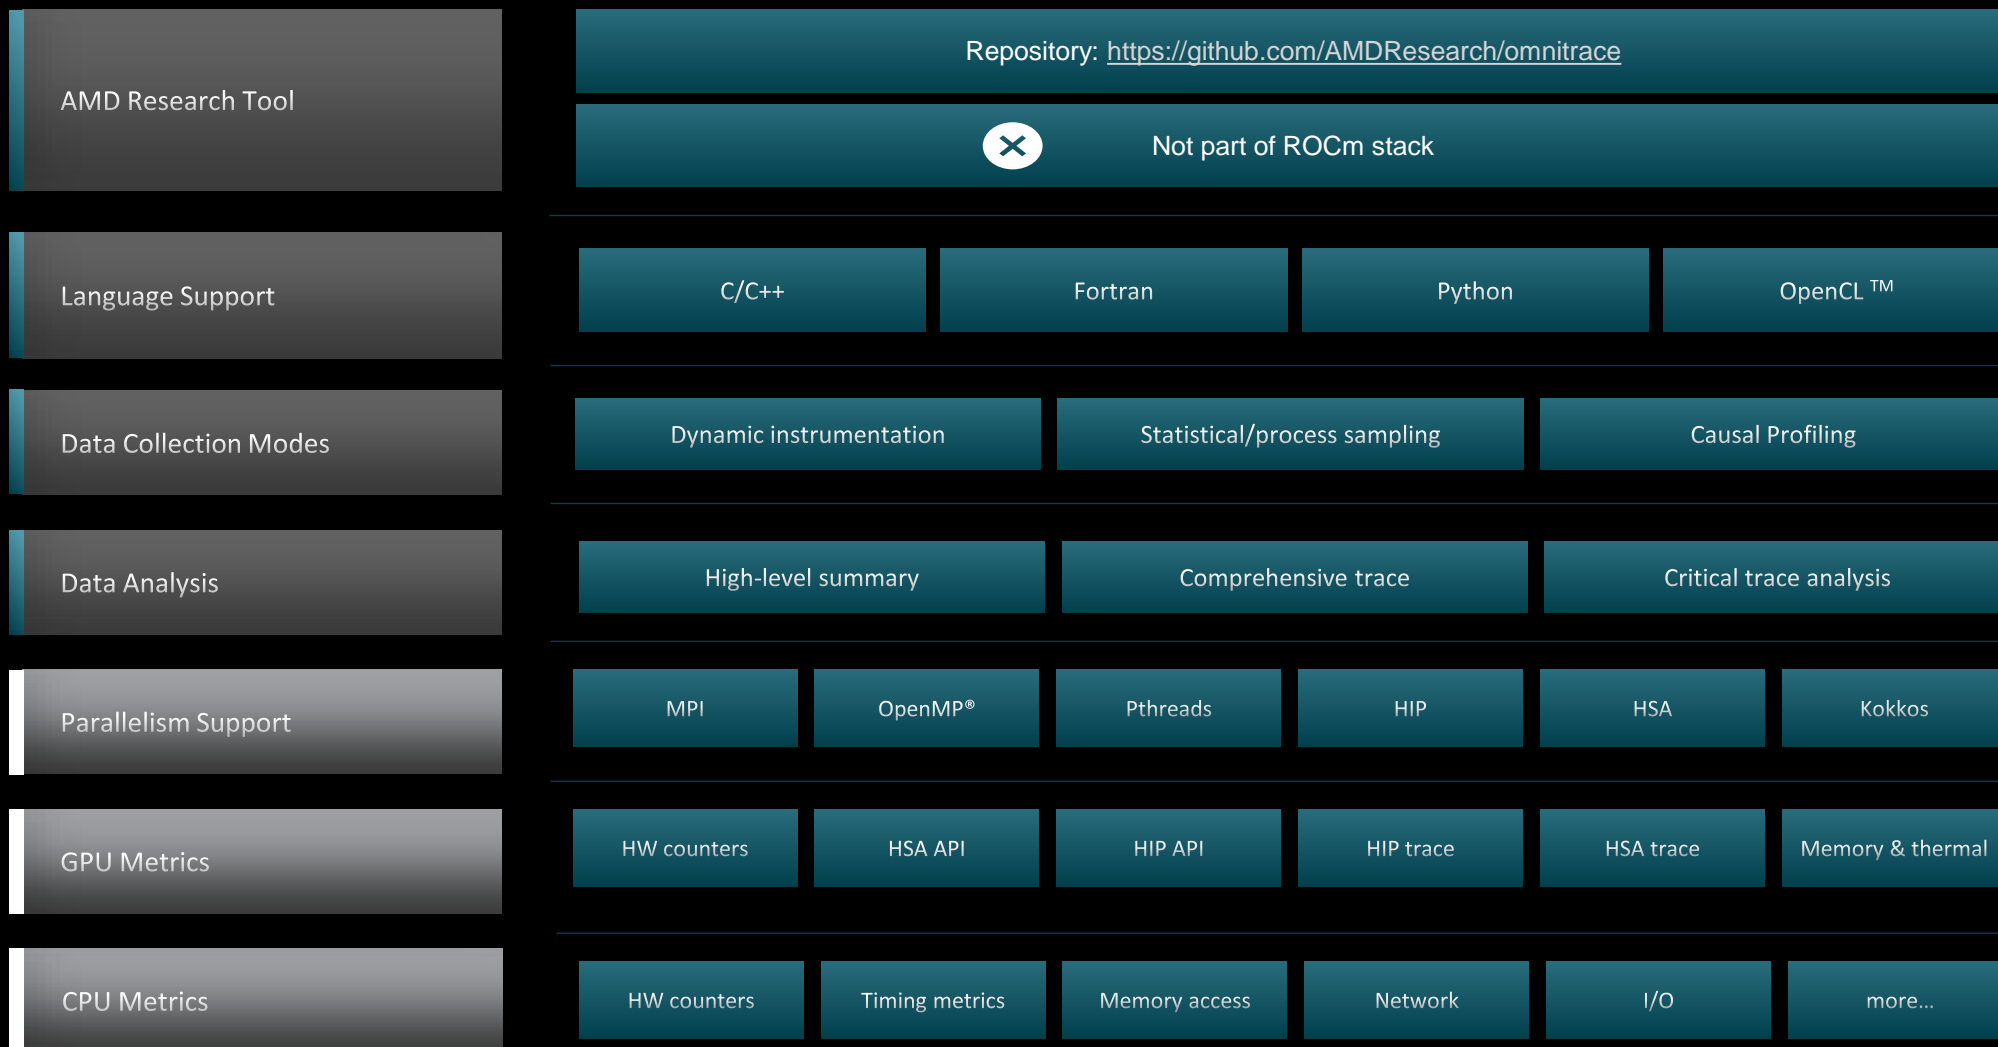 AMD Research Tool
Repository: https://github.com/AMDResearch/omnitrace
Not part of ROCm stack
Language Support
C/C++
Fortran
Python
OpenCL ™
Data Collection Modes
Dynamic instrumentation
Statistical/process sampling
Causal Profiling
Data Analysis
High-level summary
Comprehensive trace
Critical trace analysis
Parallelism Support
MPI
OpenMP®
Pthreads
HIP
HSA
Kokkos
GPU Metrics
HW counters
HSA API
HIP API
HIP trace
HSA trace
Memory & thermal
CPU Metrics
HW counters
Timing metrics
Memory access
Network
I/O
more…